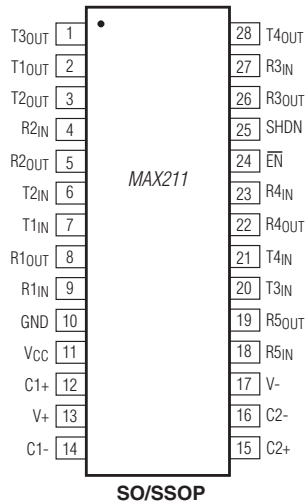 T3OUT 1
T1OUT 2
T2OUT 3
R2IN 4
R2OUT 5
T2IN 6
T1IN 7
R1OUT 8
R1IN 9
GND 10
VCC 11
C1+ 12
V+ 13
C1- 14
MAX211
28 T4OUT
27 R3IN
26 R3OUT
25 SHDN
24 E̅N̅
23 R4IN
22 R4OUT
21 T4IN
20 T3IN
19 R5OUT
18 R5IN
17 V-
16 C2-
15 C2+
SO/SSOP